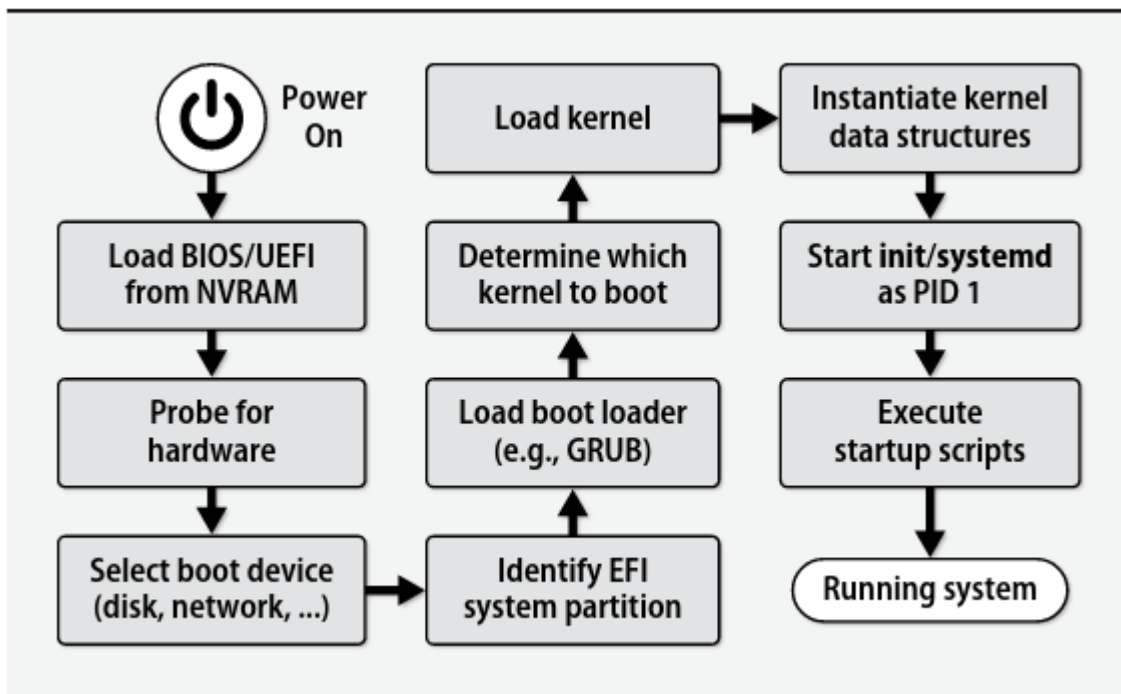 Power
On
Load BIOS/UEFI
from NVRAM
Probe for
hardware
Select boot device
(disk, network, ...)
Identify EFI
system partition
Load boot loader
(e.g., GRUB)
Determine which
kernel to boot
Load kernel
Instantiate kernel
data structures
Start init/systemd
as PID 1
Execute
startup scripts
Running system